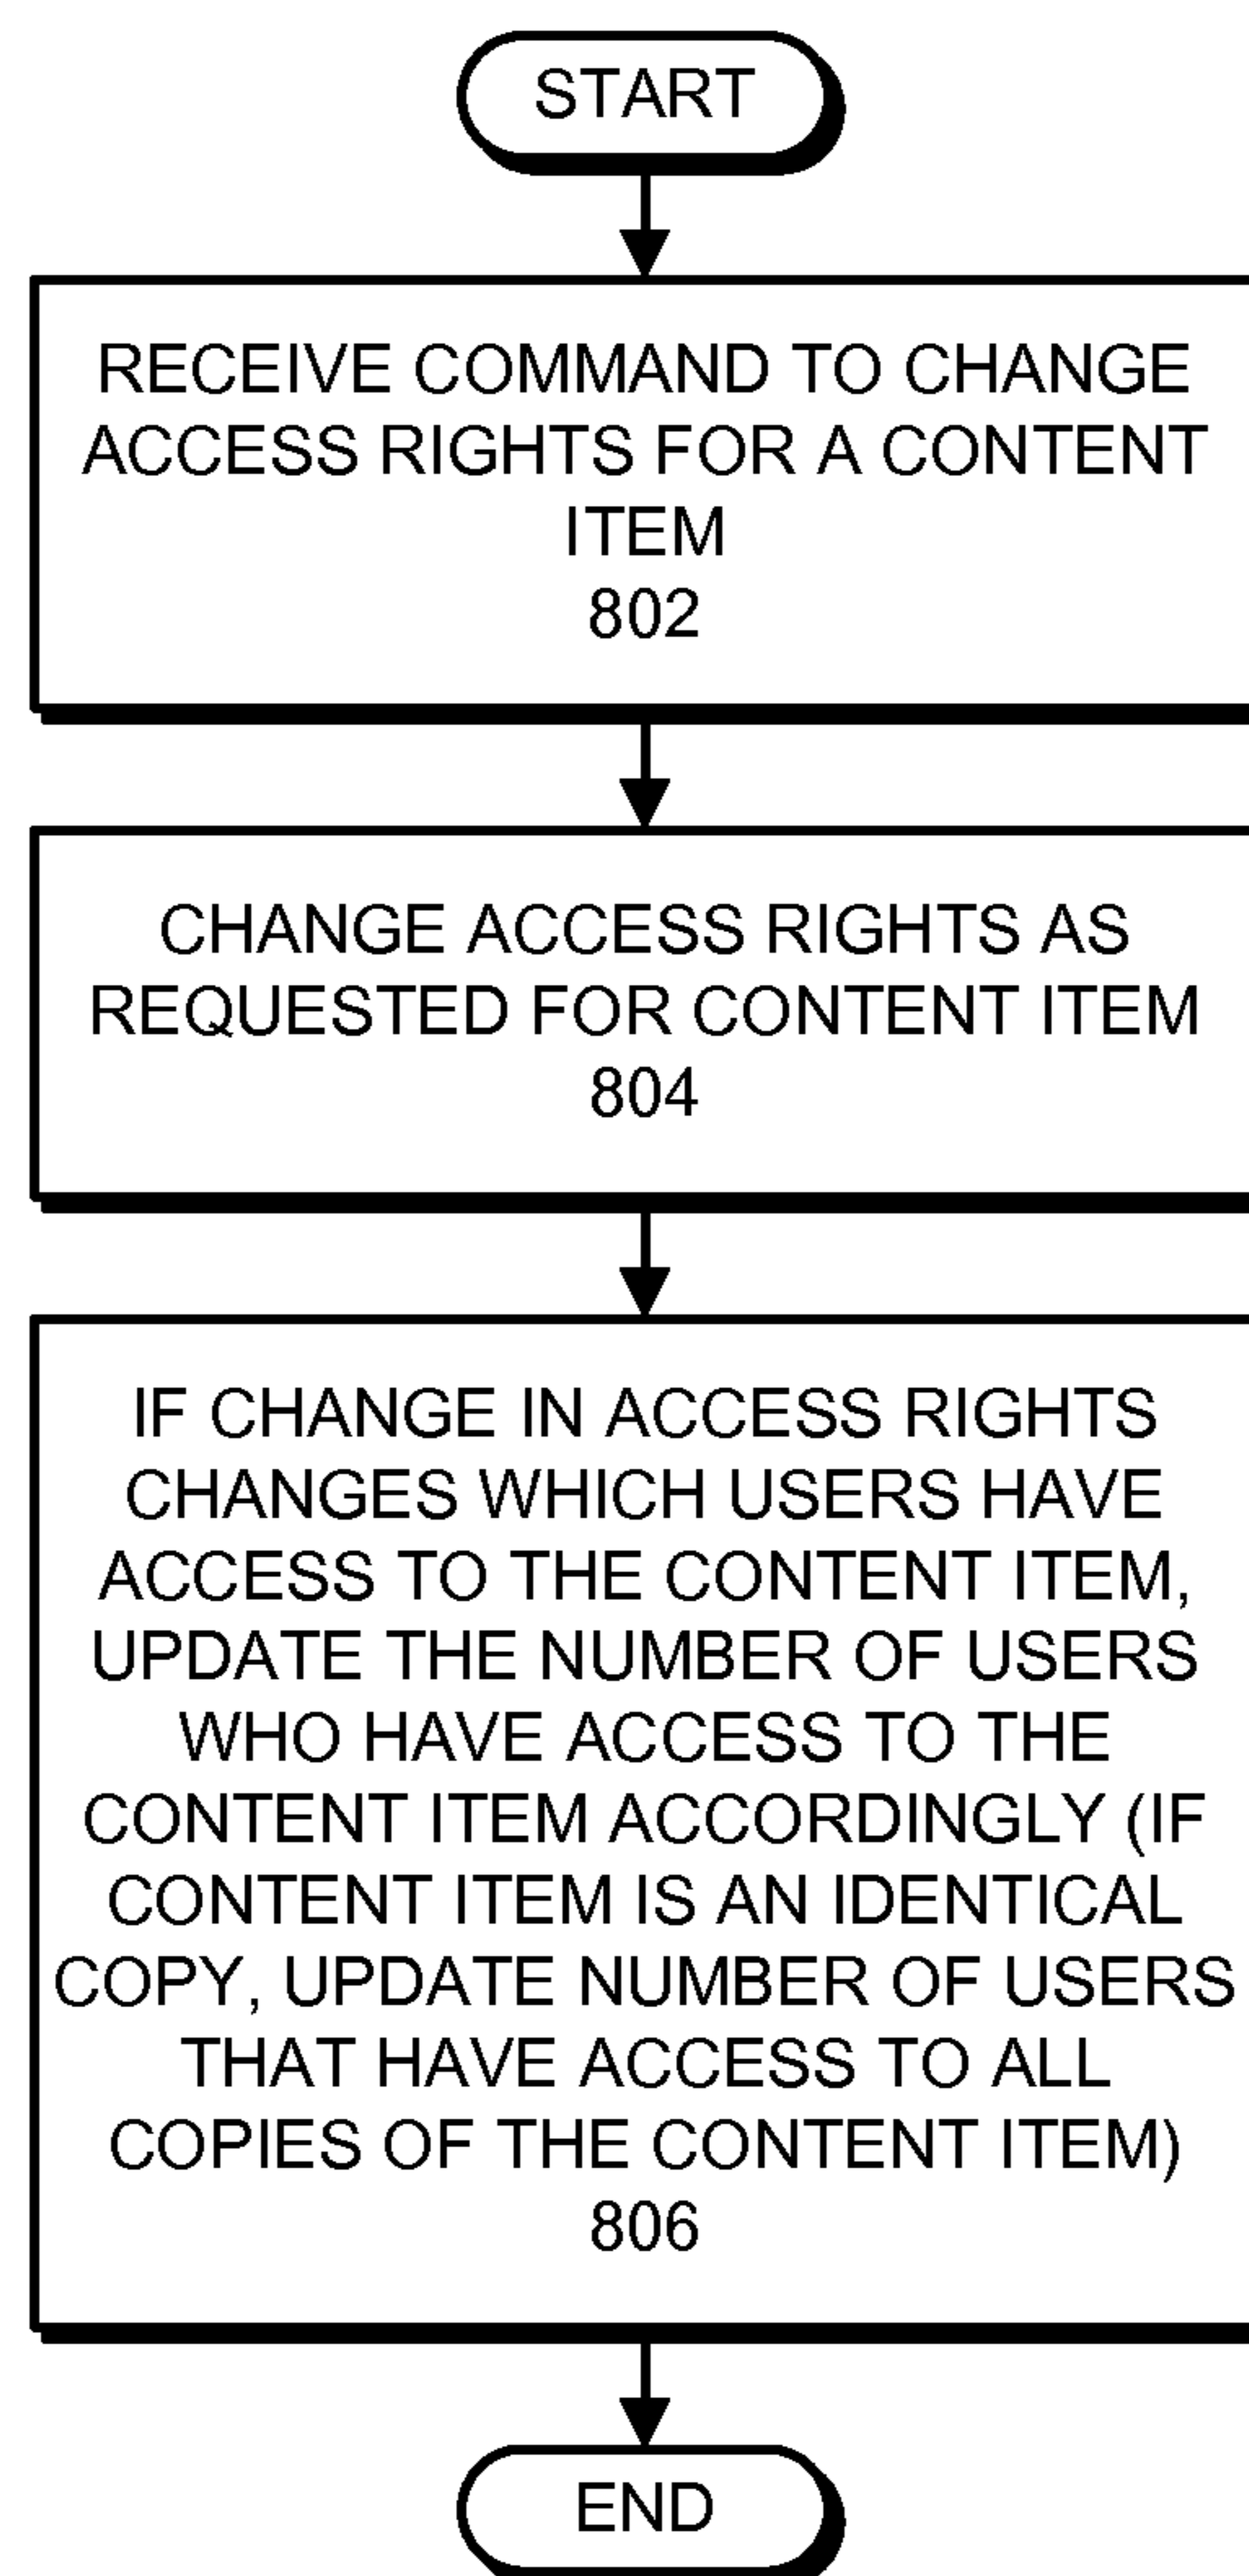 START
RECEIVE COMMAND TO CHANGE
ACCESS RIGHTS FOR A CONTENT
ITEM
802
CHANGE ACCESS RIGHTS AS
REQUESTED FOR CONTENT ITEM
804
IF CHANGE IN ACCESS RIGHTS
CHANGES WHICH USERS HAVE
ACCESS TO THE CONTENT ITEM,
UPDATE THE NUMBER OF USERS
WHO HAVE ACCESS TO THE
CONTENT ITEM ACCORDINGLY (IF
CONTENT ITEM IS AN IDENTICAL
COPY, UPDATE NUMBER OF USERS
THAT HAVE ACCESS TO ALL
COPIES OF THE CONTENT ITEM)
806
END